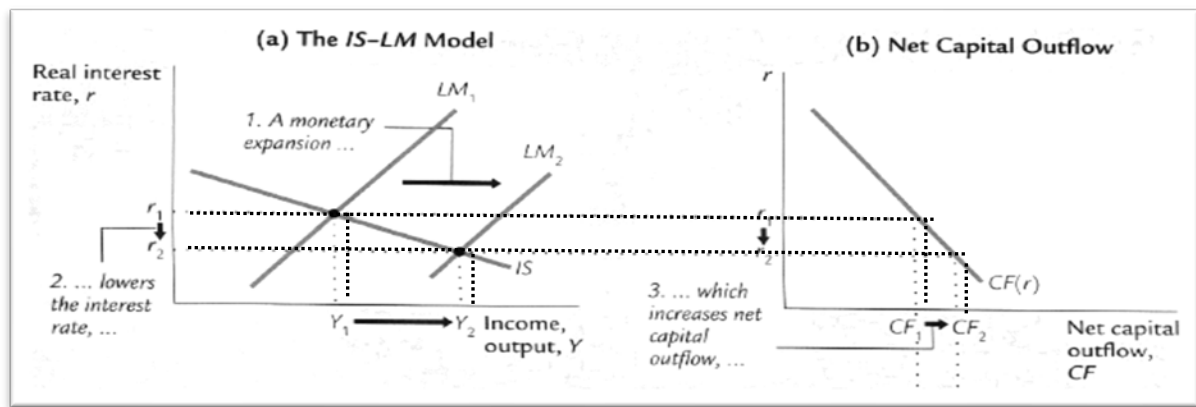 (a) The IS–LM Model
Real interest
rate, r
LM₁
1. A monetary
expansion ...
LM₂
r₁
r₂
IS
2. ... lowers
the interest
rate, ...
Y₁
Y₂
Income,
output, Y
(b) Net Capital Outflow
r
r₁
r₂
CF(r)
3. ... which
increases net
capital
outflow, ...
CF₁
CF₂
Net capital
outflow,
CF